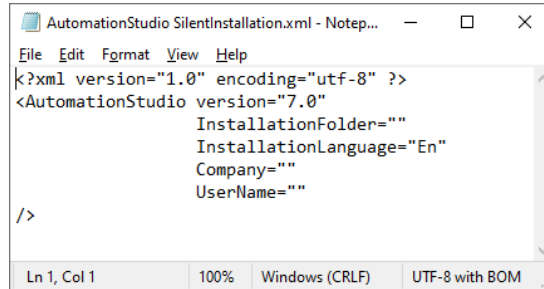 AutomationStudio SilentInstallation.xml - Notep...
File Edit Format View Help
<?xml version="1.0" encoding="utf-8" ?>
<AutomationStudio version="7.0"
InstallationFolder=""
InstallationLanguage="En"
Company=""
UserName=""
/>
Ln 1, Col 1 100% Windows (CRLF) UTF-8 with BOM